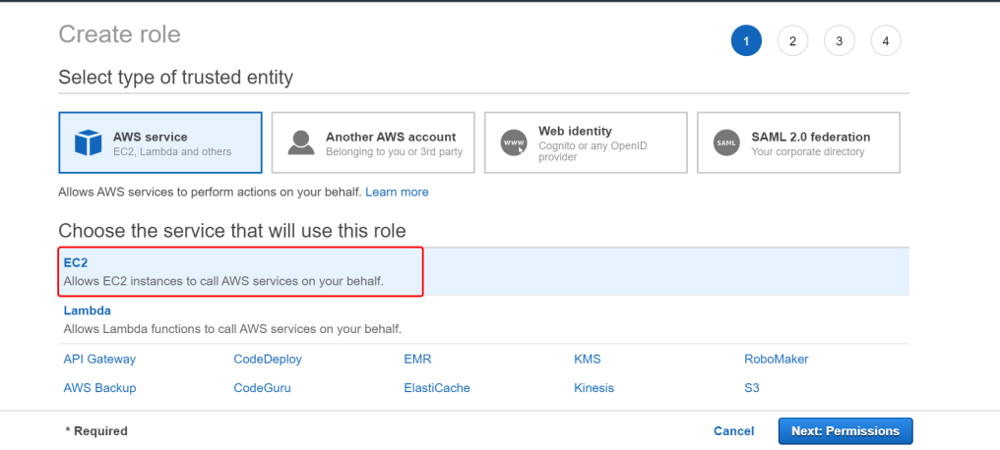 Create role
1 2 3 4
Select type of trusted entity
AWS service
EC2, Lambda and others
Another AWS account
Belonging to you or 3rd party
www
Web identity
Cognito or any OpenID
provider
SAML
SAML 2.0 federation
Your corporate directory
Allows AWS services to perform actions on your behalf. Learn more
Choose the service that will use this role
EC2
Allows EC2 instances to call AWS services on your behalf.
Lambda
Allows Lambda functions to call AWS services on your behalf.
API Gateway CodeDeploy EMR KMS RoboMaker
AWS Backup CodeGuru ElastiCache Kinesis S3
* Required Cancel Next: Permissions